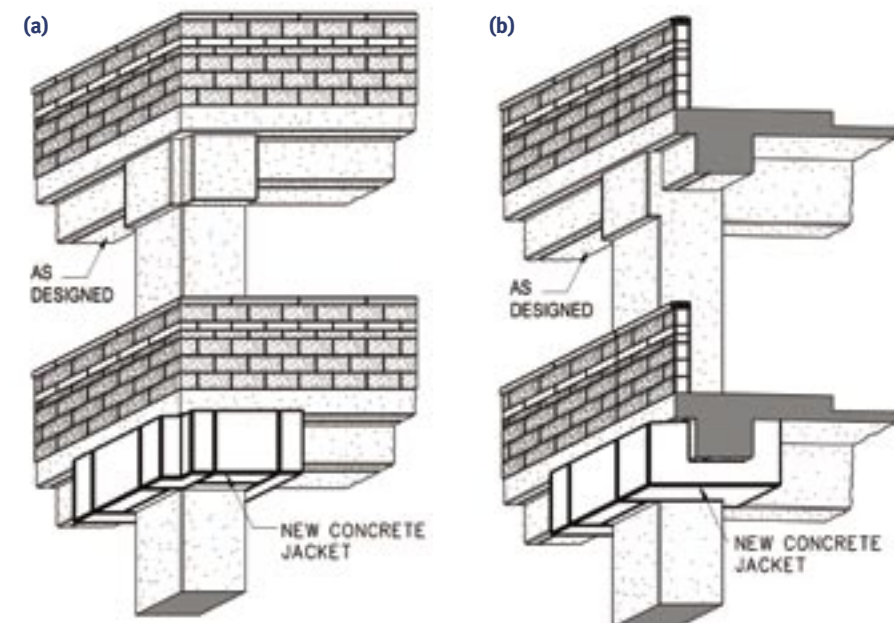 (a)
AS
DESIGNED
NEW CONCRETE
JACKET
(b)
AS
DESIGNED
NEW CONCRETE
JACKET